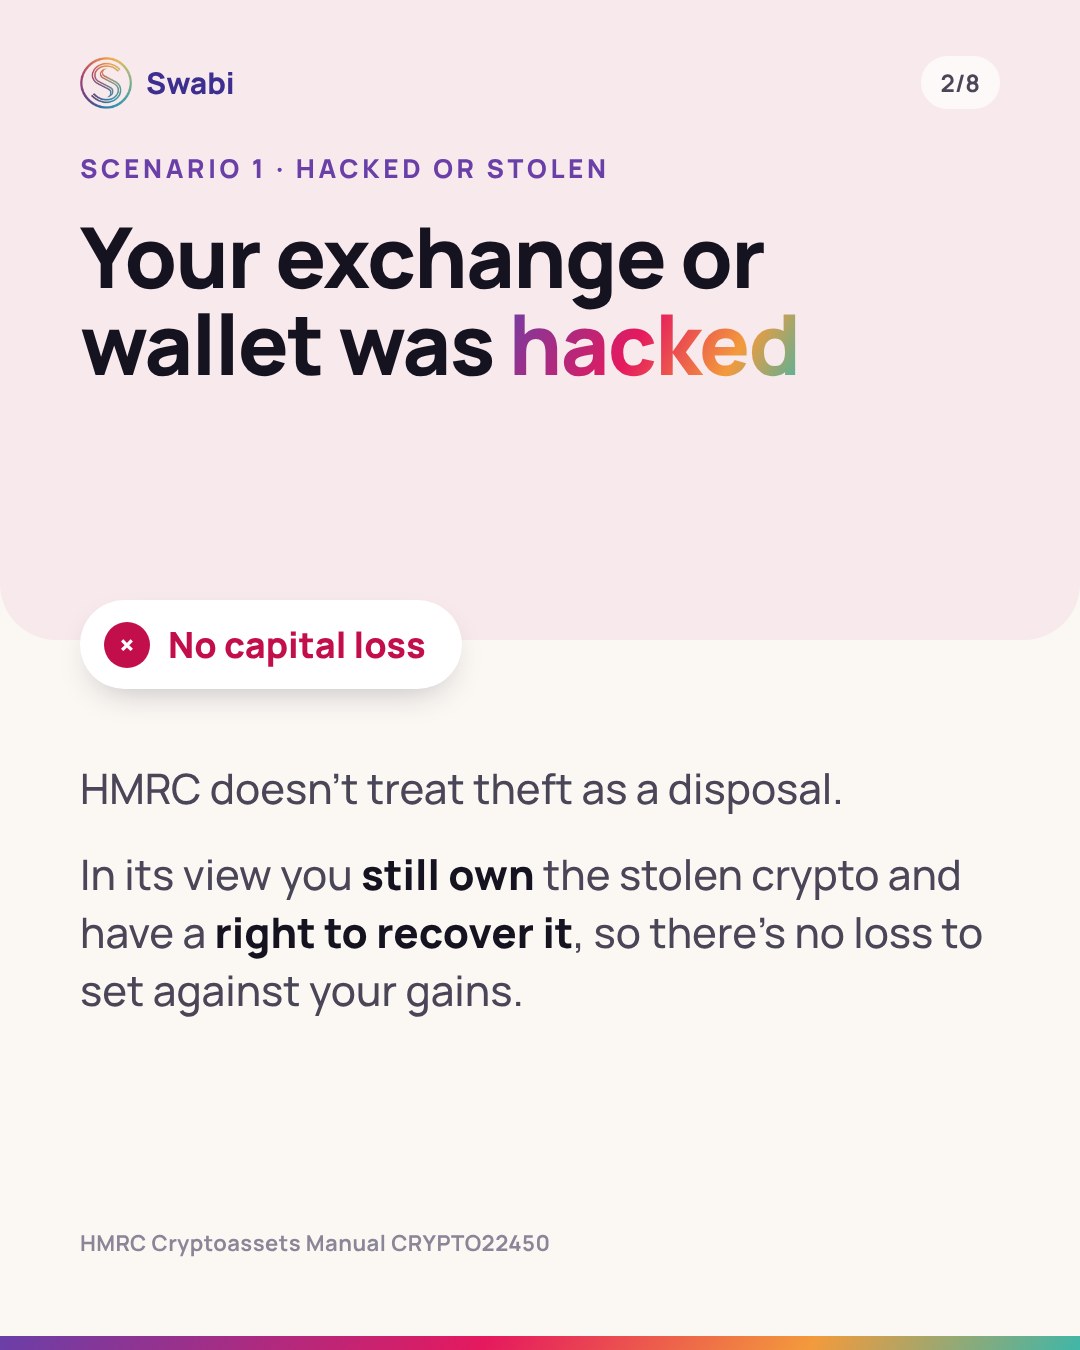 Swabi
2/8
SCENARIO 1 · HACKED OR STOLEN
Your exchange or
wallet was hacked
No capital loss
HMRC doesn’t treat theft as a disposal.
In its view you still own the stolen crypto and
have a right to recover it, so there’s no loss to
set against your gains.
HMRC Cryptoassets Manual CRYPTO22450